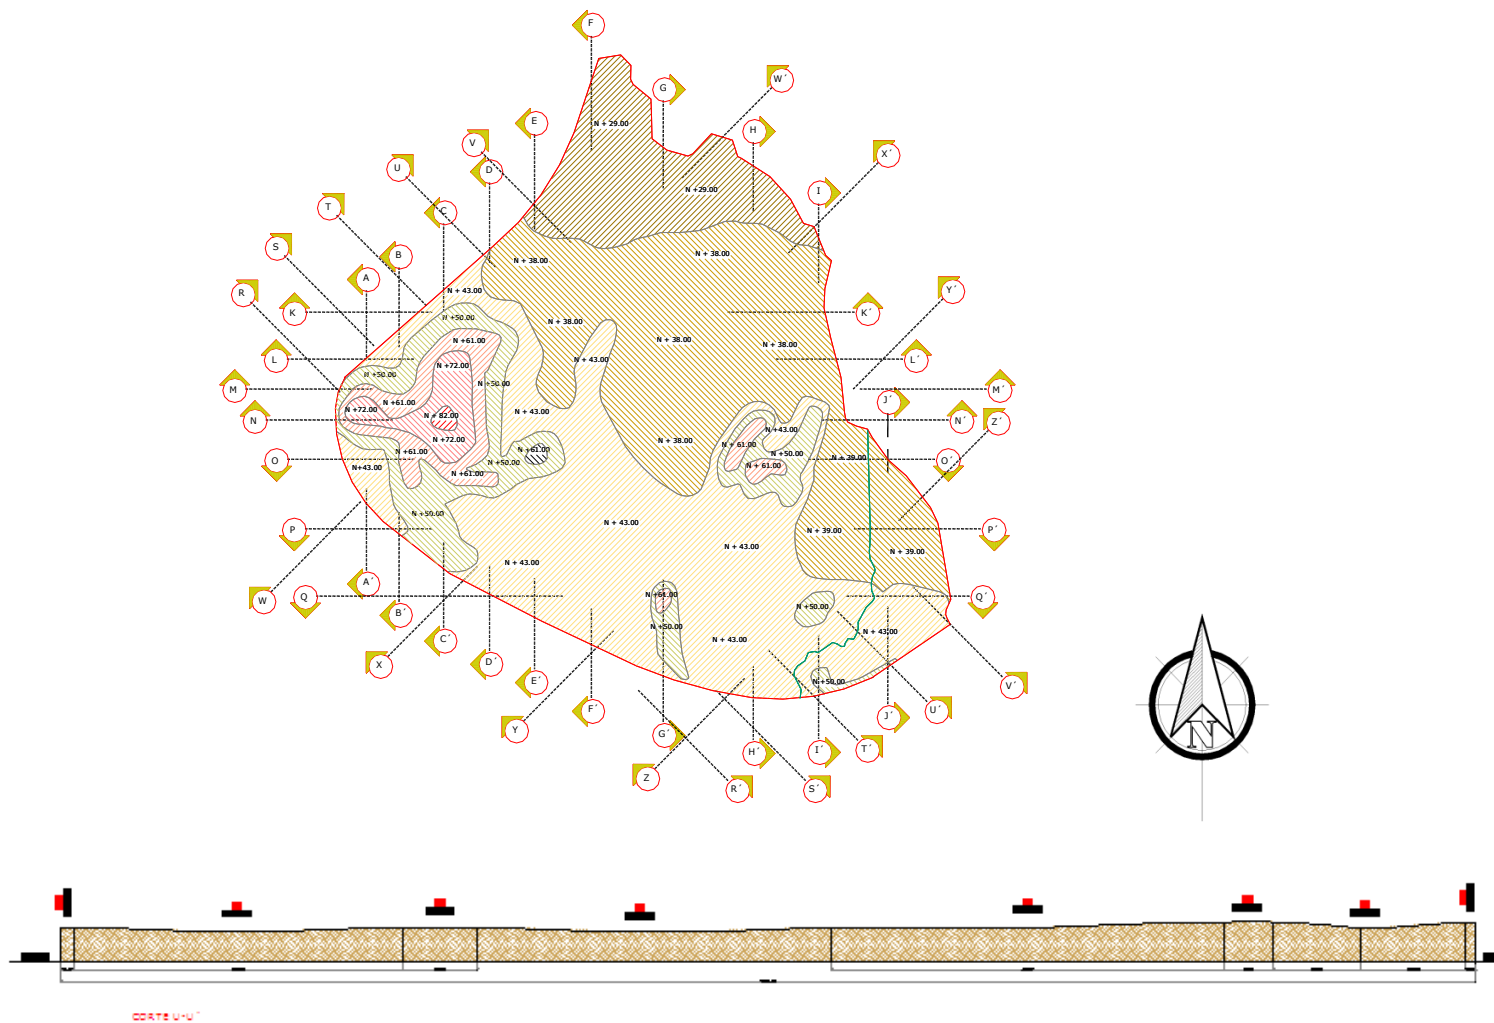 F
G
W´
E
H
V
X´
U
D
I
T
C
S
B
A
R
K
Y´
K´
L
L´
M
M´
J´
N
N´
Z´
O
O´
P
P´
A´
W
Q
Q´
B´
C´
X
D´
E´
V´
F´
U´
J´
Y
G´
H´
I´
T´
Z
R´
S´
N + 29.00
N +29.00
N + 38.00
N + 38.00
N + 43.00
N +50.00
N + 38.00
N +61.00
N + 38.00
N + 38.00
N + 43.00
N +72.00
N +50.00
N +50.00
N +61.00
N +72.00
N + 43.00
N + 82.00
N +43.00
N +72.00
N + 38.00
N + 61.00
N +61.00
N +61.00
N +50.00
N + 39.00
N +50.00
N + 61.00
N+43.00
N +61.00
N +50.00
N + 43.00
N + 39.00
N + 43.00
N + 39.00
N + 43.00
N +61.00
N +50.00
N +50.00
N + 43.00
N + 43.00
N +50.00
N
CORTE U-U´